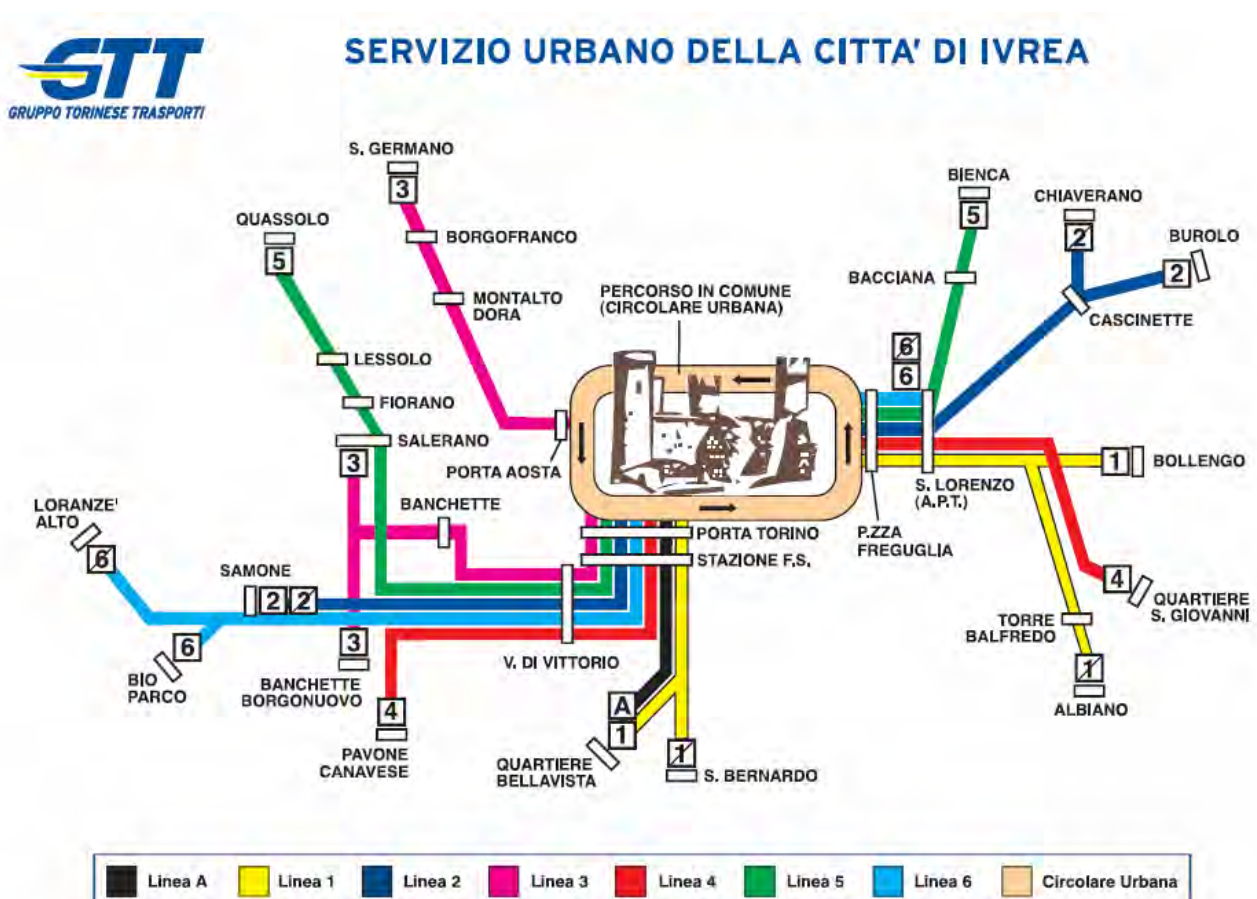 GTT
GRUPPO TORINESE TRASPORTI
SERVIZIO URBANO DELLA CITTA' DI IVREA
S. GERMANO
3
BORGOFRANCO
MONTALTO
DORA
QUASSOLO
5
LESSOLO
FIORANO
SALERANO
3
BANCHETTE
PORTA AOSTA
PERCORSO IN COMUNE
(CIRCOLARE URBANA)
BIENCA
5
BACCIANA
CHIAVERANO
2
BUROLO
2
CASCINETTE
6
6
1
BOLLENGO
S. LORENZO
(A.P.T.)
P.ZZA
FREGUGLIA
4
QUARTIERE
S. GIOVANNI
TORRE
BALFREDO
1
ALBIANO
LORANZE'
ALTO
6
SAMONE
2
2
6
BIO
PARCO
3
BANCHETTE
BORGONUOVO
4
PAVONE
CANAVESE
PORTA TORINO
STAZIONE F.S.
V. DI VITTORIO
A
1
QUARTIERE
BELLAVISTA
1
S. BERNARDO
Linea A
Linea 1
Linea 2
Linea 3
Linea 4
Linea 5
Linea 6
Circolare Urbana